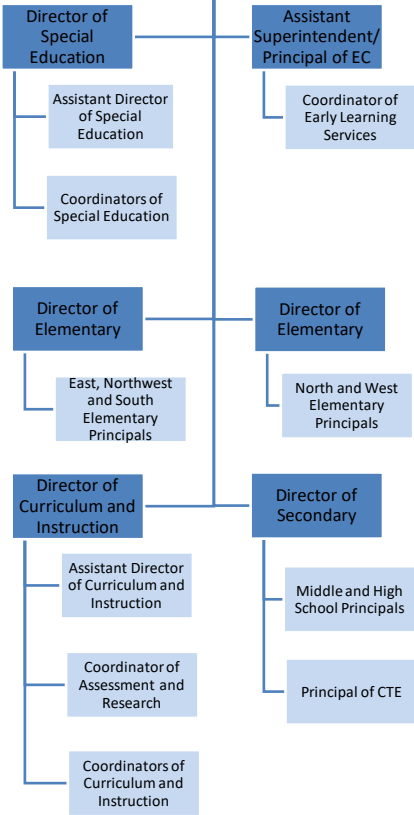 Director of
Special
Education
Assistant
Superintendent/
Principal of EC
Assistant Director
of Special
Education
Coordinator of
Early Learning
Services
Coordinators of
Special Education
Director of
Elementary
Director of
Elementary
East, Northwest
and South
Elementary
Principals
North and West
Elementary
Principals
Director of
Curriculum and
Instruction
Director of
Secondary
Assistant Director
of Curriculum and
Instruction
Middle and High
School Principals
Coordinator of
Assessment and
Research
Principal of CTE
Coordinators of
Curriculum and
Instruction